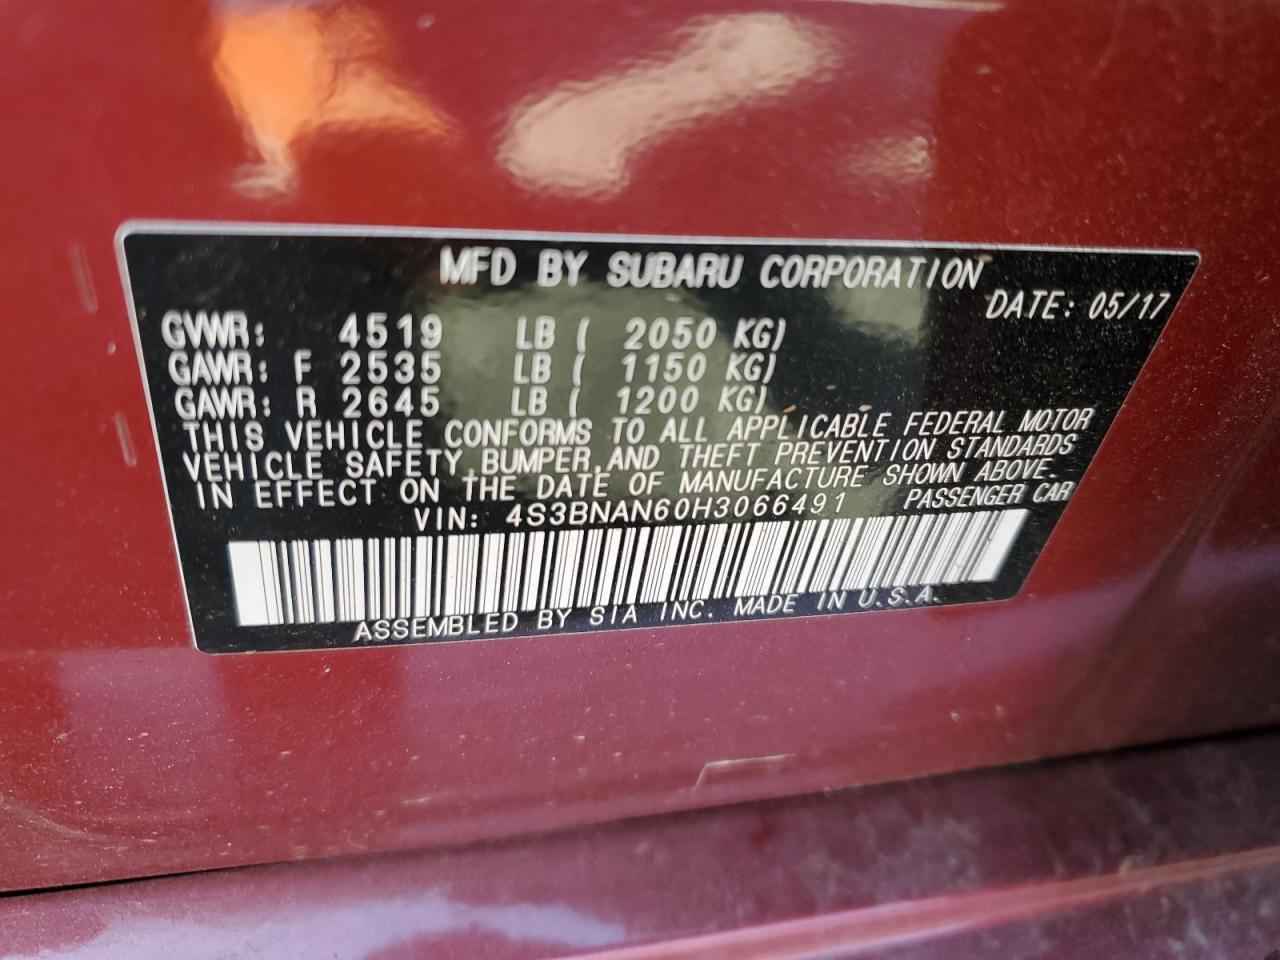 MFD BY SUBARU CORPORATION
DATE: 05/17
GVWR: 4519 LB ( 2050 KG)
GAWR: F 2535 LB ( 1150 KG)
GAWR: R 2645 LB ( 1200 KG)
THIS VEHICLE CONFORMS TO ALL APPLICABLE FEDERAL MOTOR
VEHICLE SAFETY, BUMPER, AND THEFT PREVENTION STANDARDS
IN EFFECT ON THE DATE OF MANUFACTURE SHOWN ABOVE.
VIN: 4S3BNAN60H3066491 PASSENGER CAR
ASSEMBLED BY SIA INC. MADE IN U.S.A.